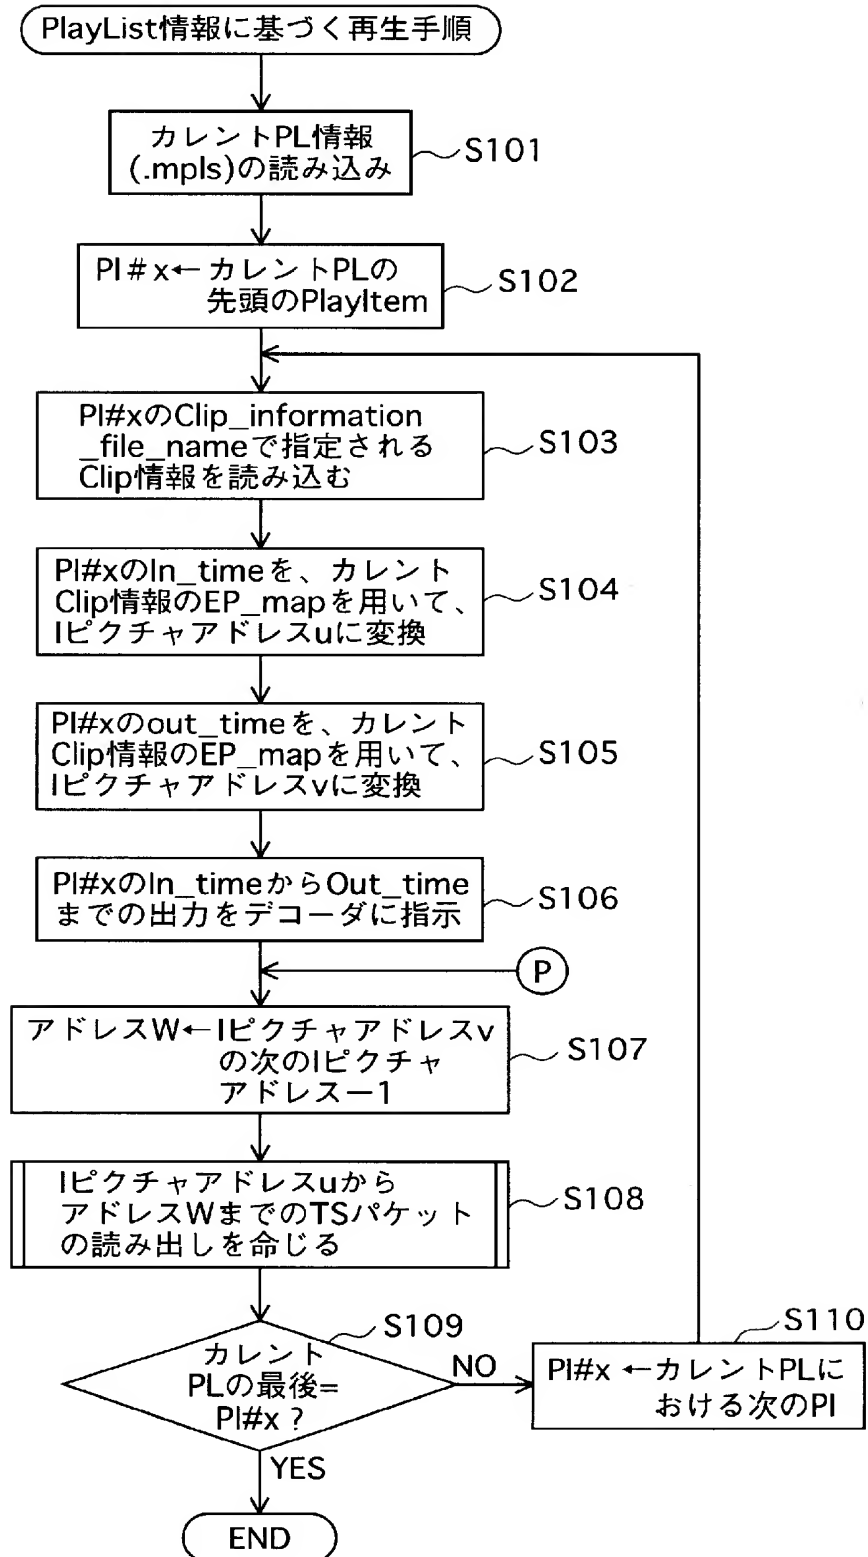 PlayList情報に基づく再生手順
カレントPL情報
(.mpls)の読み込み
S101
PI#x←カレントPLの
先頭のPlayItem
S102
PI#xのClip_information
_file_nameで指定される
Clip情報を読み込む
S103
PI#xのIn_timeを、カレント
Clip情報のEP_mapを用いて、
Iピクチャアドレスuに変換
S104
PI#xのout_timeを、カレント
Clip情報のEP_mapを用いて、
Iピクチャアドレスvに変換
S105
PI#xのIn_timeからOut_time
までの出力をデコーダに指示
S106
P
アドレスW←Iピクチャアドレスv
の次のIピクチャ
アドレスー1
S107
Iピクチャアドレスuから
アドレスWまでのTSパケット
の読み出しを命じる
S108
カレント
PLの最後=
PI#x?
S109
NO
PI#x ←カレントPLに
おける次のPI
S110
YES
END